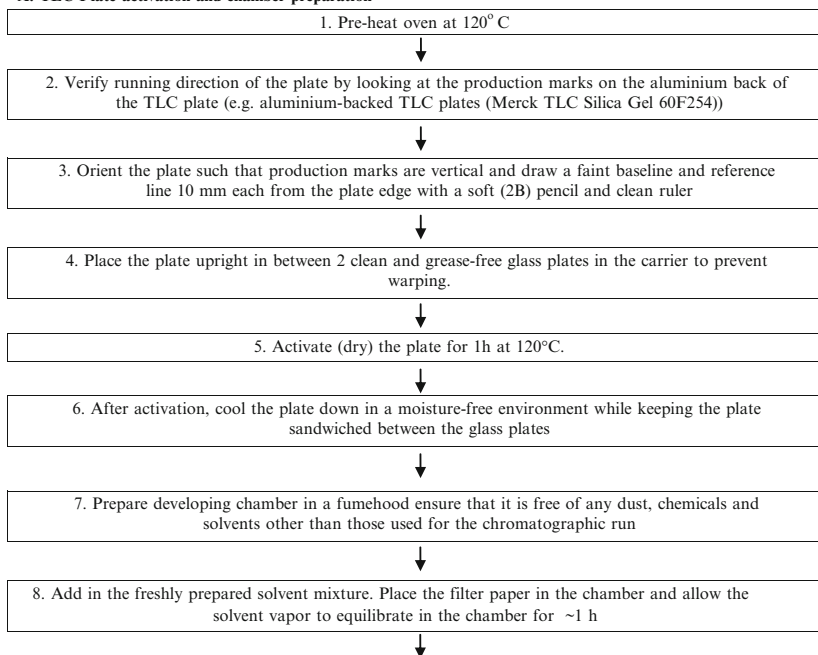 A. TLC Plate activation and chamber preparation
1. Pre-heat oven at 120° C
2. Verify running direction of the plate by looking at the production marks on the aluminium back of
the TLC plate (e.g. aluminium-backed TLC plates (Merck TLC Silica Gel 60F254))
3. Orient the plate such that production marks are vertical and draw a faint baseline and reference
line 10 mm each from the plate edge with a soft (2B) pencil and clean ruler
4. Place the plate upright in between 2 clean and grease-free glass plates in the carrier to prevent
warping.
5. Activate (dry) the plate for 1h at 120°C.
6. After activation, cool the plate down in a moisture-free environment while keeping the plate
sandwiched between the glass plates
7. Prepare developing chamber in a fumehood ensure that it is free of any dust, chemicals and
solvents other than those used for the chromatographic run
8. Add in the freshly prepared solvent mixture. Place the filter paper in the chamber and allow the
solvent vapor to equilibrate in the chamber for ~1 h